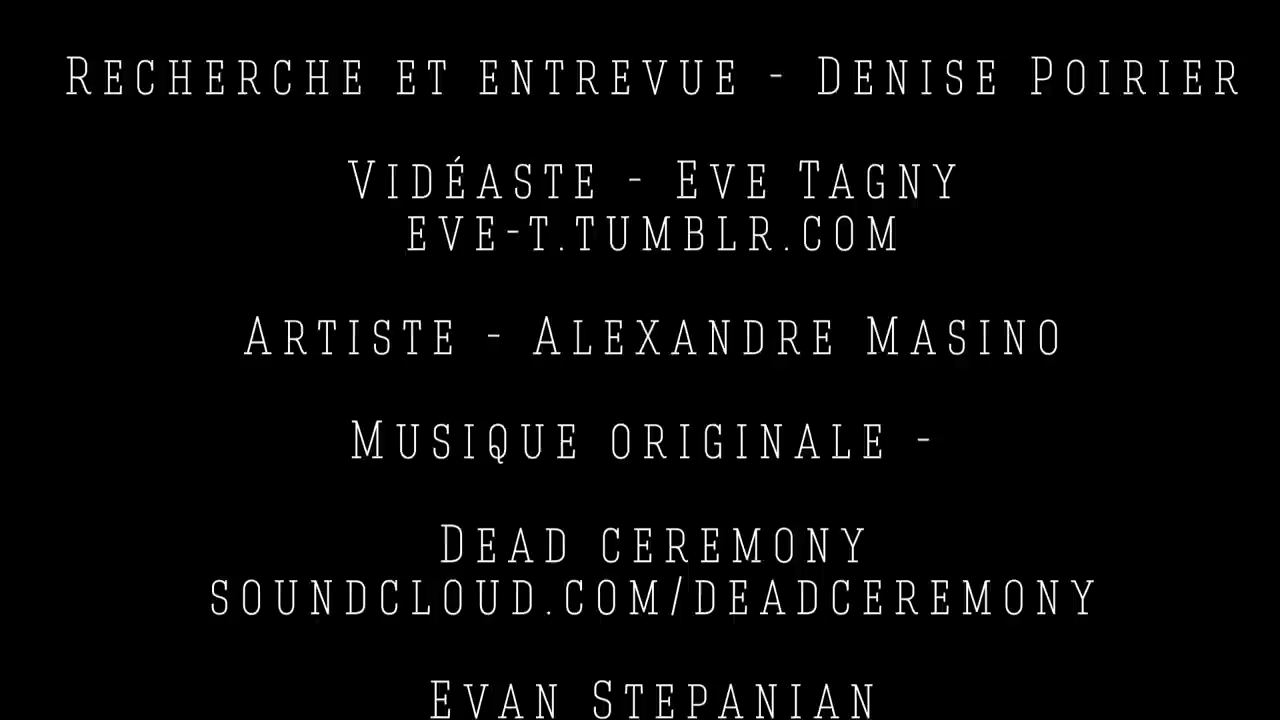 Recherche et entrevue - Denise Poirier
Vidéaste - Eve Tagny
eve-t.tumblr.com
Artiste - Alexandre Masino
Musique originale -
Dead ceremony
soundcloud.com/deadceremony
Evan Stepanian